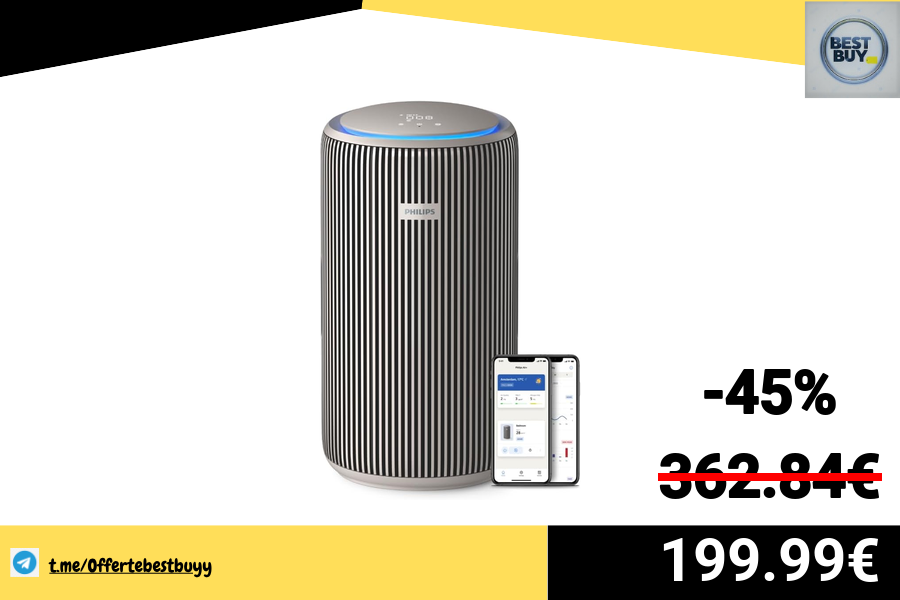 BEST
BUY
PHILIPS
-45%
362.84€
199.99€
t.me/Offertebestbuyy